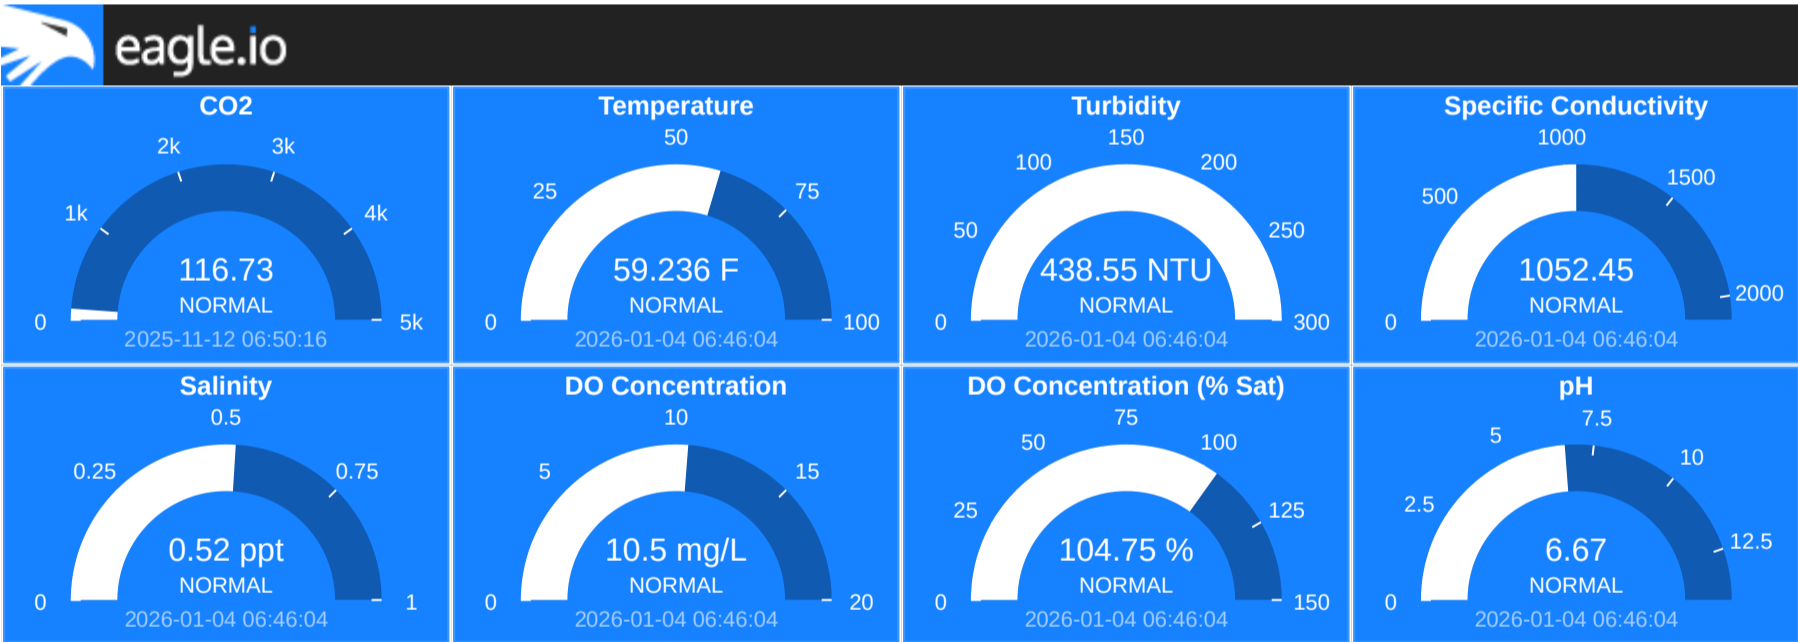 eagle.io
CO2
2k 3k
1k 4k
116.73
NORMAL
0 5k
2025-11-12 06:50:16
Temperature
50
25 75
59.236 F
NORMAL
0 100
2026-01-04 06:46:04
Turbidity
150
100 200
50 250
438.55 NTU
NORMAL
0 300
2026-01-04 06:46:04
Specific Conductivity
1000
500 1500
1052.45
2000
NORMAL
0
2026-01-04 06:46:04
Salinity
0.5
0.25 0.75
0.52 ppt
NORMAL
0 1
2026-01-04 06:46:04
DO Concentration
10
5 15
10.5 mg/L
NORMAL
0 20
2026-01-04 06:46:04
DO Concentration (% Sat)
75
50 100
25 125
104.75 %
NORMAL
0 150
2026-01-04 06:46:04
pH
7.5
5 10
2.5 12.5
6.67
NORMAL
0
2026-01-04 06:46:04